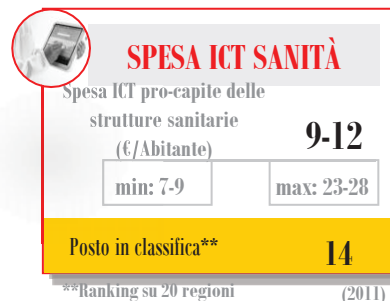 SPESA ICT SANITÀ
Spesa ICT pro-capite delle
strutture sanitarie
(€/Abitante)
9-12
min: 7-9
max: 23-28
Posto in classifica**
14
**Ranking su 20 regioni
(2011)